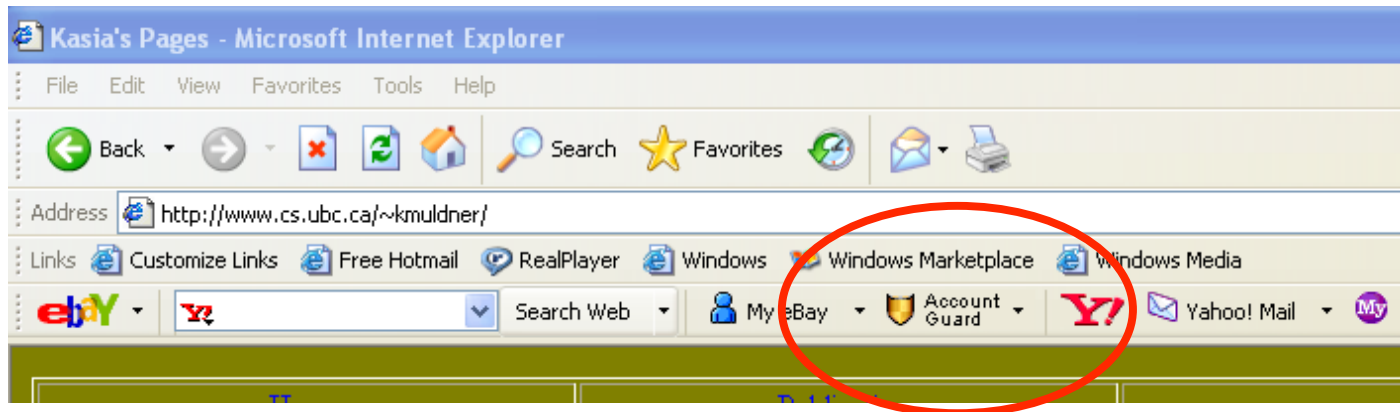 Kasia's Pages - Microsoft Internet Explorer
File Edit View Favorites Tools Help
Back Search Favorites
Address http://www.cs.ubc.ca/~kmuldner/
Links Customize Links Free Hotmail RealPlayer Windows Windows Marketplace Windows Media
ebaY Y! Search Web My eBay Account Guard Y! Yahoo! Mail My